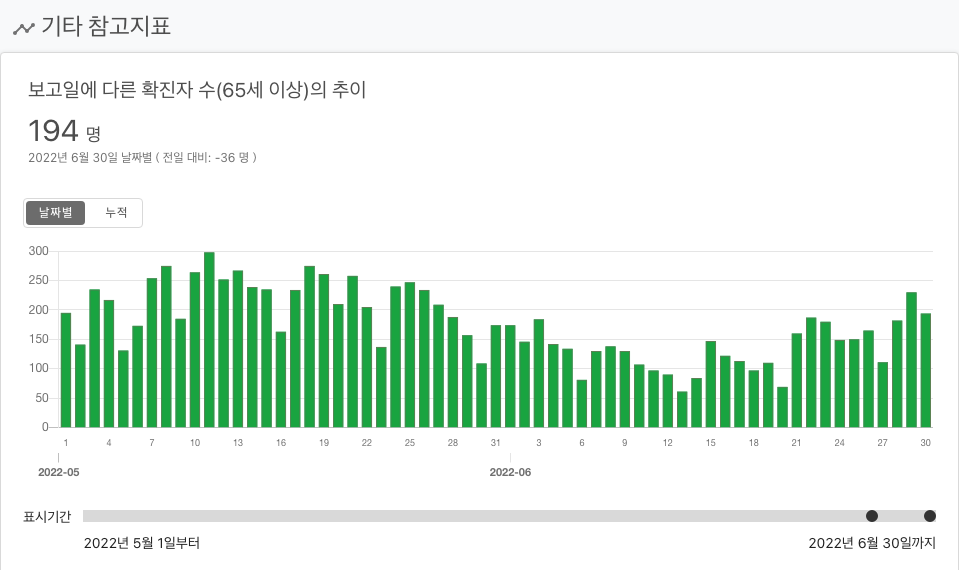 기타 참고지표
보고일에 다른 확진자 수(65세 이상)의 추이
194 명
2022년 6월 30일 날짜별 ( 전일 대비: -36 명 )
날짜별 누적
300
250
200
150
100
50
0
1 4 7 10 13 16 19 22 25 28 31 3 6 9 12 15 18 21 24 27 30
2022-05 2022-06
표시기간
2022년 5월 1일부터 2022년 6월 30일까지